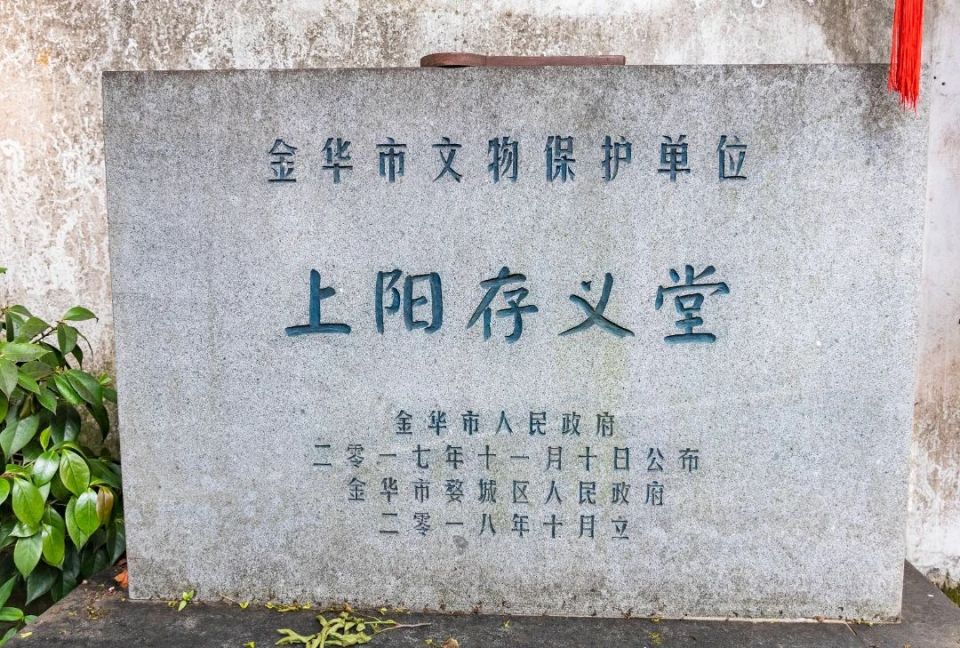 金华市文物保护单位
上阳存义堂
金华市人民政府
二零一七年十一月十日公布
金华市婺城区人民政府
二零一八年十月立